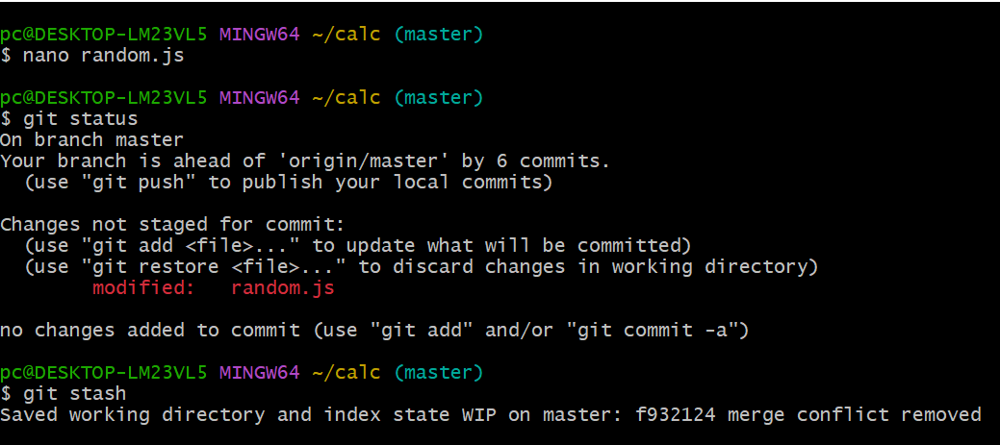 pc@DESKTOP-LM23VL5 MINGW64 ~/calc (master)
$ nano random.js
pc@DESKTOP-LM23VL5 MINGW64 ~/calc (master)
$ git status
On branch master
Your branch is ahead of 'origin/master' by 6 commits.
  (use "git push" to publish your local commits)
Changes not staged for commit:
  (use "git add <file>..." to update what will be committed)
  (use "git restore <file>..." to discard changes in working directory)
        modified:   random.js
no changes added to commit (use "git add" and/or "git commit -a")
pc@DESKTOP-LM23VL5 MINGW64 ~/calc (master)
$ git stash
Saved working directory and index state WIP on master: f932124 merge conflict removed